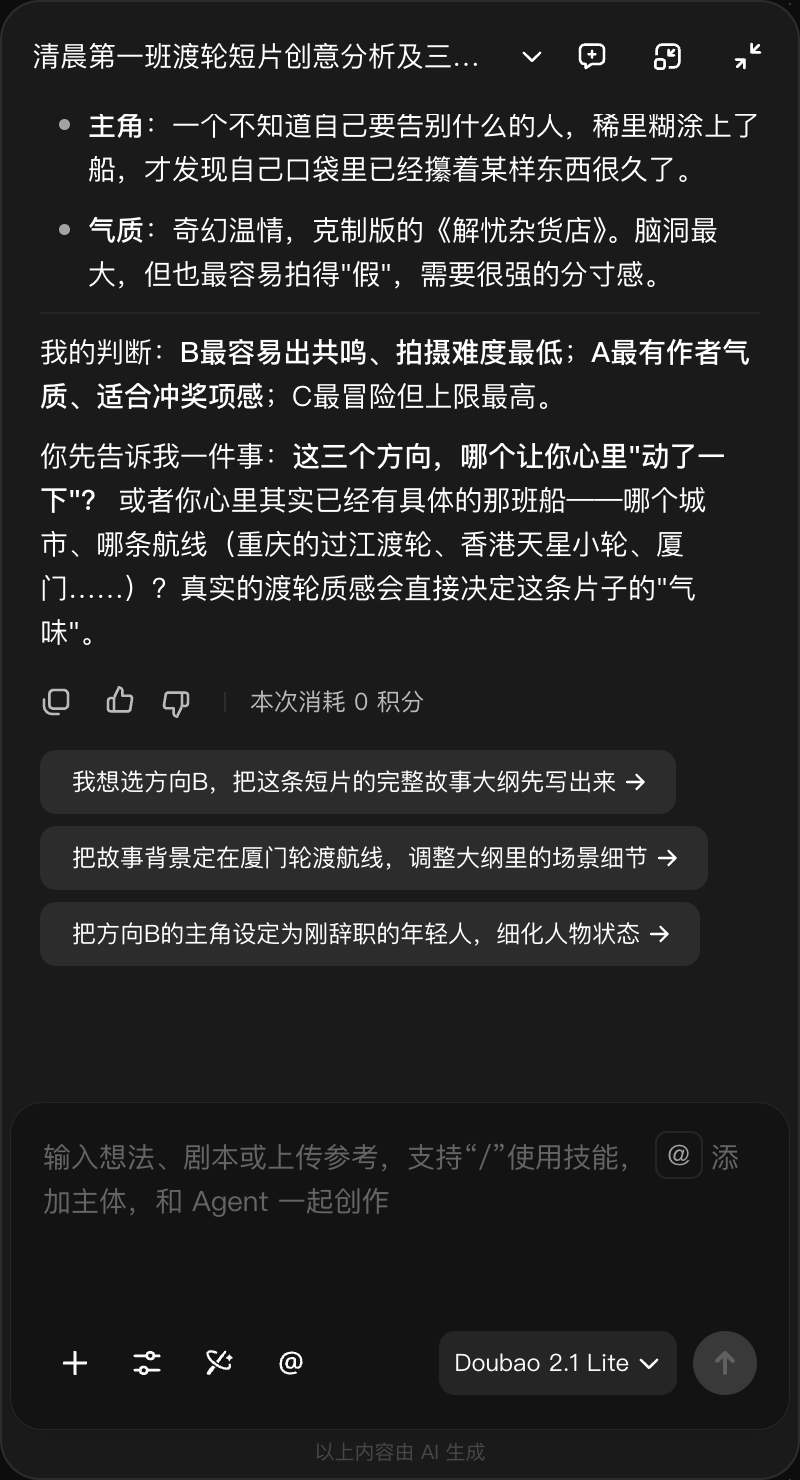 清晨第一班渡轮短片创意分析及三...
主角：一个不知道自己要告别什么的人，稀里糊涂上了
船，才发现自己口袋里已经攥着某样东西很久了。
气质：奇幻温情，克制版的《解忧杂货店》。脑洞最
大，但也最容易拍得"假"，需要很强的分寸感。
我的判断：B最容易出共鸣、拍摄难度最低；A最有作者气
质、适合冲奖项感；C最冒险但上限最高。
你先告诉我一件事：这三个方向，哪个让你心里"动了一
下"？ 或者你心里其实已经有具体的那班船——哪个城
市、哪条航线（重庆的过江渡轮、香港天星小轮、厦
门……）？真实的渡轮质感会直接决定这条片子的"气
味"。
本次消耗 0 积分
我想选方向B，把这条短片的完整故事大纲先写出来 →
把故事背景定在厦门轮渡航线，调整大纲里的场景细节 →
把方向B的主角设定为刚辞职的年轻人，细化人物状态 →
输入想法、剧本或上传参考，支持“/”使用技能， @ 添
加主体，和 Agent 一起创作
@ Doubao 2.1 Lite
以上内容由 AI 生成